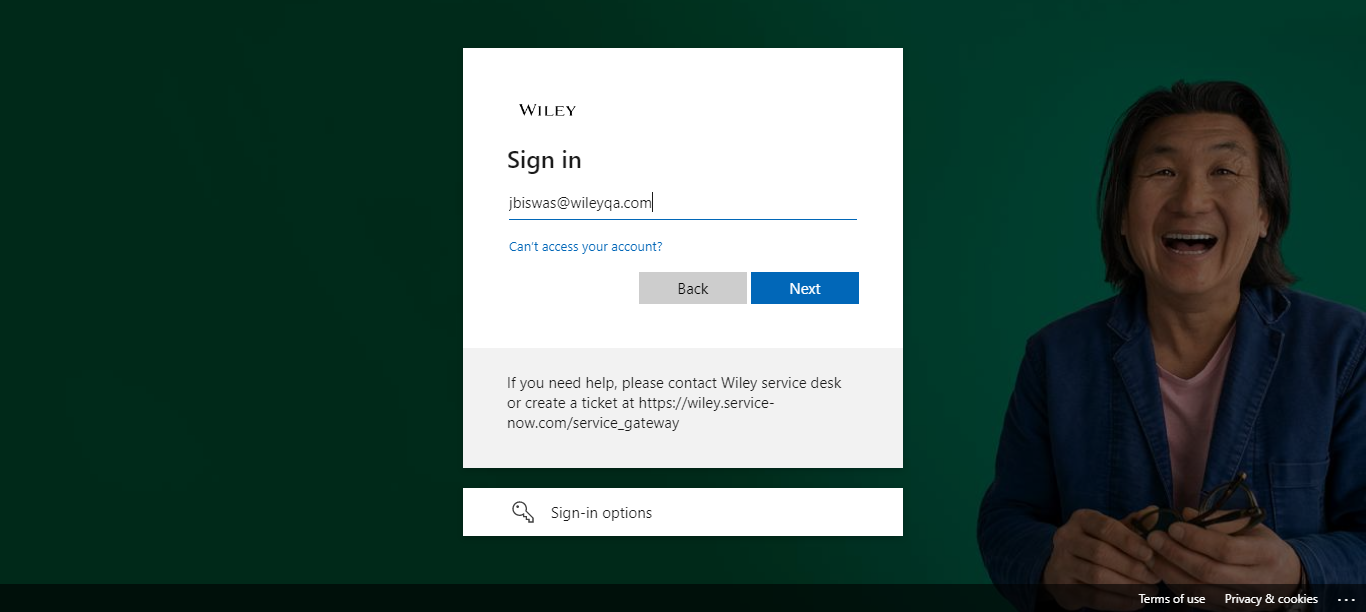 WILEY
Sign in
jbiswas@wileyqa.com
Can't access your account?
Back
Next
If you need help, please contact Wiley service desk
or create a ticket at https://wiley.service-
now.com/service_gateway
Sign-in options
Terms of use
Privacy & cookies
...